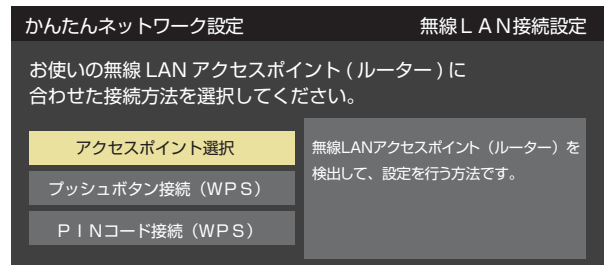 かんたんネットワーク設定 無線ＬＡＮ接続設定
お使いの無線 LAN アクセスポイント ( ルーター ) に
合わせた接続方法を選択してください。
アクセスポイント選択
プッシュボタン接続（ＷＰＳ）
ＰＩＮコード接続（ＷＰＳ）
無線LANアクセスポイント（ルーター）を
検出して、設定を行う方法です。